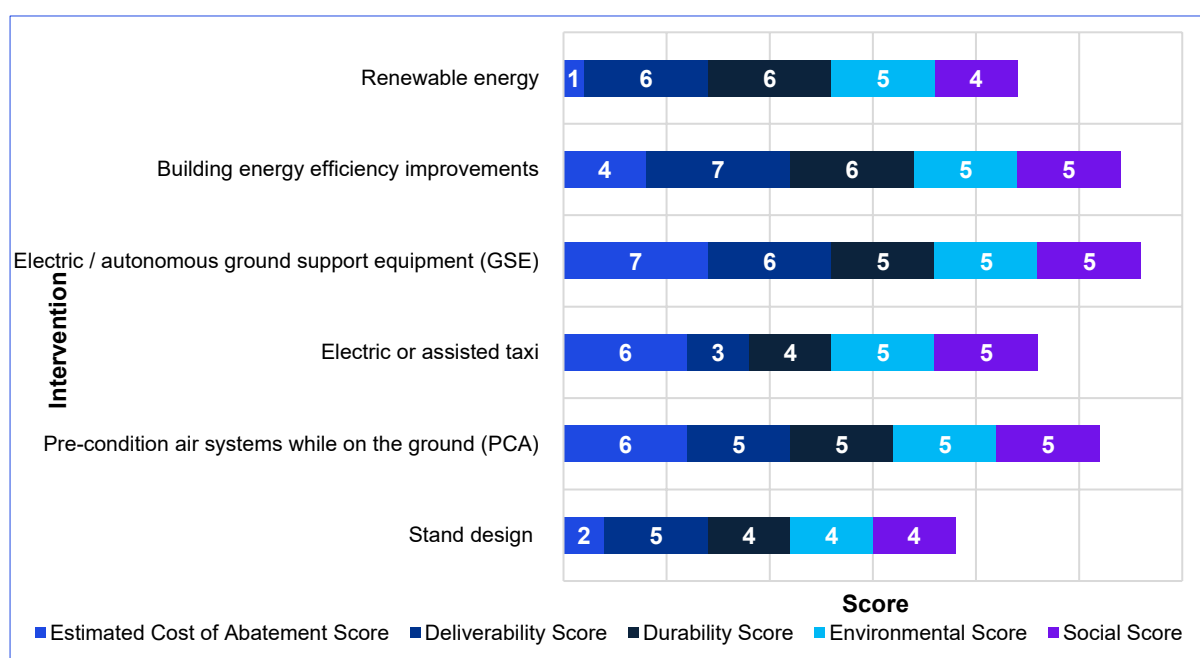 Renewable energy
1 6 6 5 4
Building energy efficiency improvements
4 7 6 5 5
Electric / autonomous ground support equipment (GSE)
7 6 5 5 5
Electric or assisted taxi
6 3 4 5 5
Pre-condition air systems while on the ground (PCA)
6 5 5 5 5
Stand design
2 5 4 4 4
Intervention
Score
Estimated Cost of Abatement Score Deliverability Score Durability Score Environmental Score Social Score